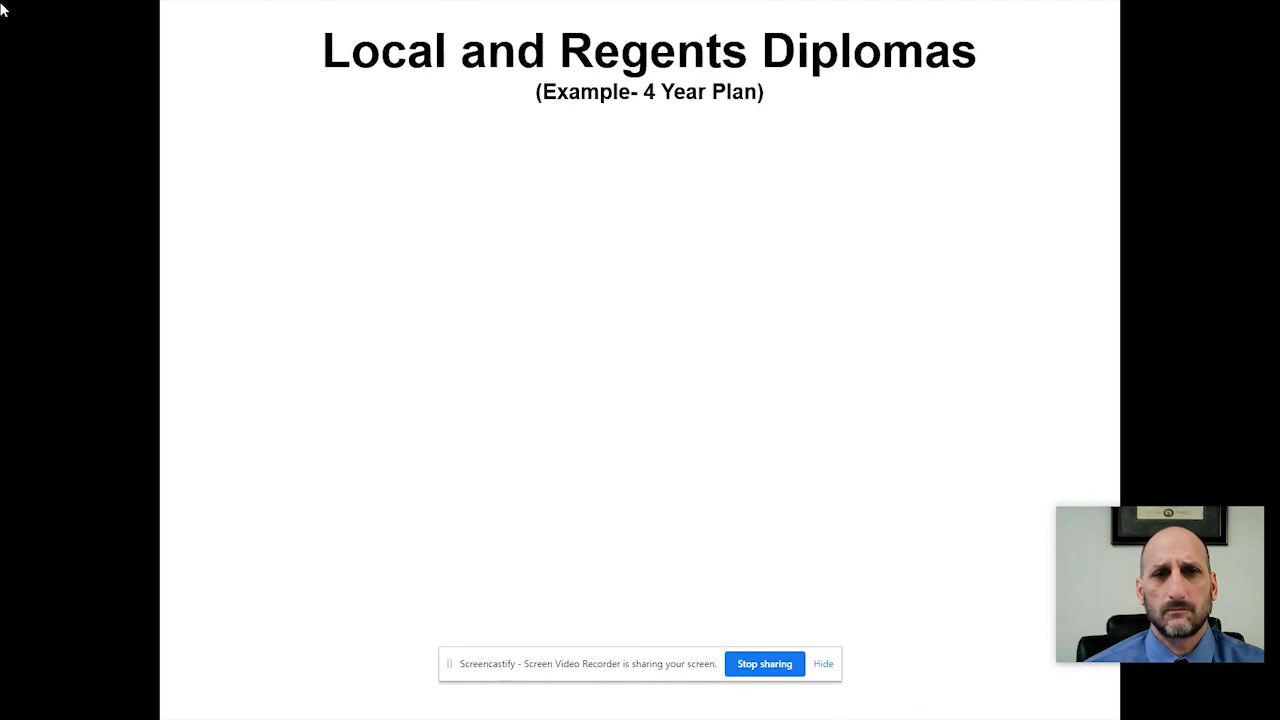 Local and Regents Diplomas
(Example- 4 Year Plan)
Screencastify - Screen Video Recorder is sharing your screen. Stop sharing Hide